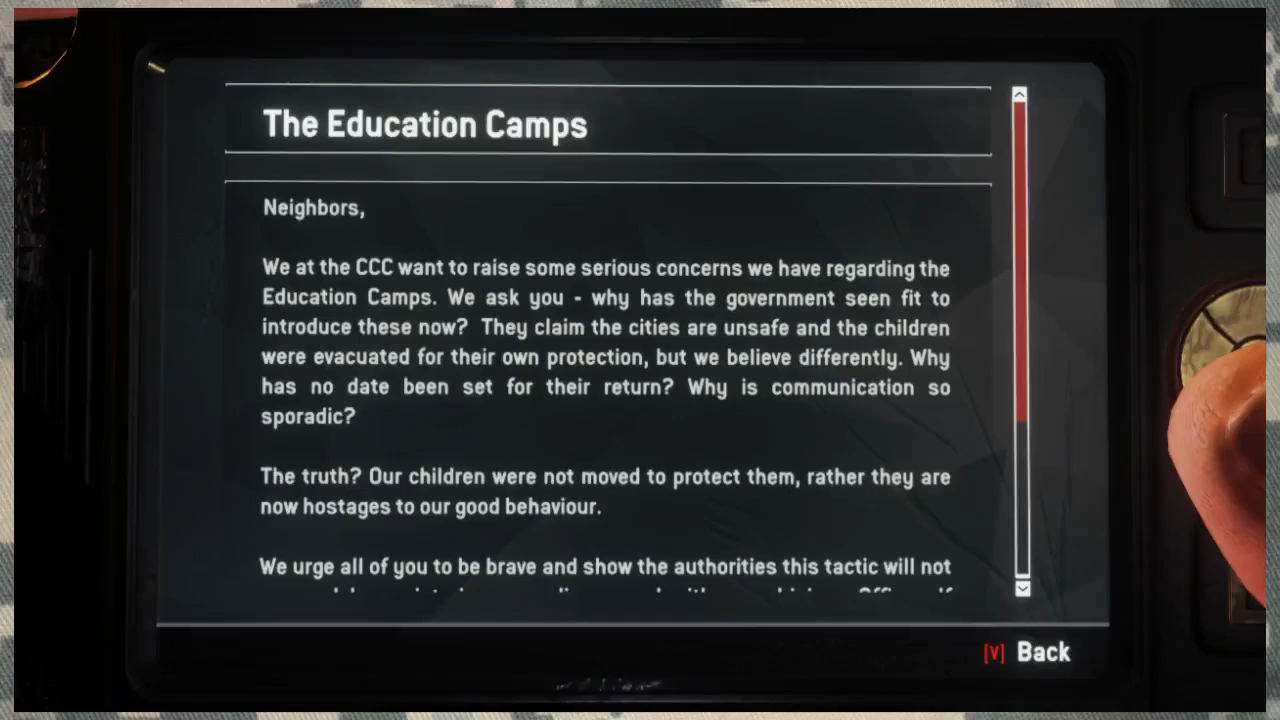 The Education Camps
Neighbors,
We at the CCC want to raise some serious concerns we have regarding the
Education Camps. We ask you - why has the government seen fit to
introduce these now? They claim the cities are unsafe and the children
were evacuated for their own protection, but we believe differently. Why
has no date been set for their return? Why is communication so
sporadic?
The truth? Our children were not moved to protect them, rather they are
now hostages to our good behaviour.
We urge all of you to be brave and show the authorities this tactic will not
[V] Back